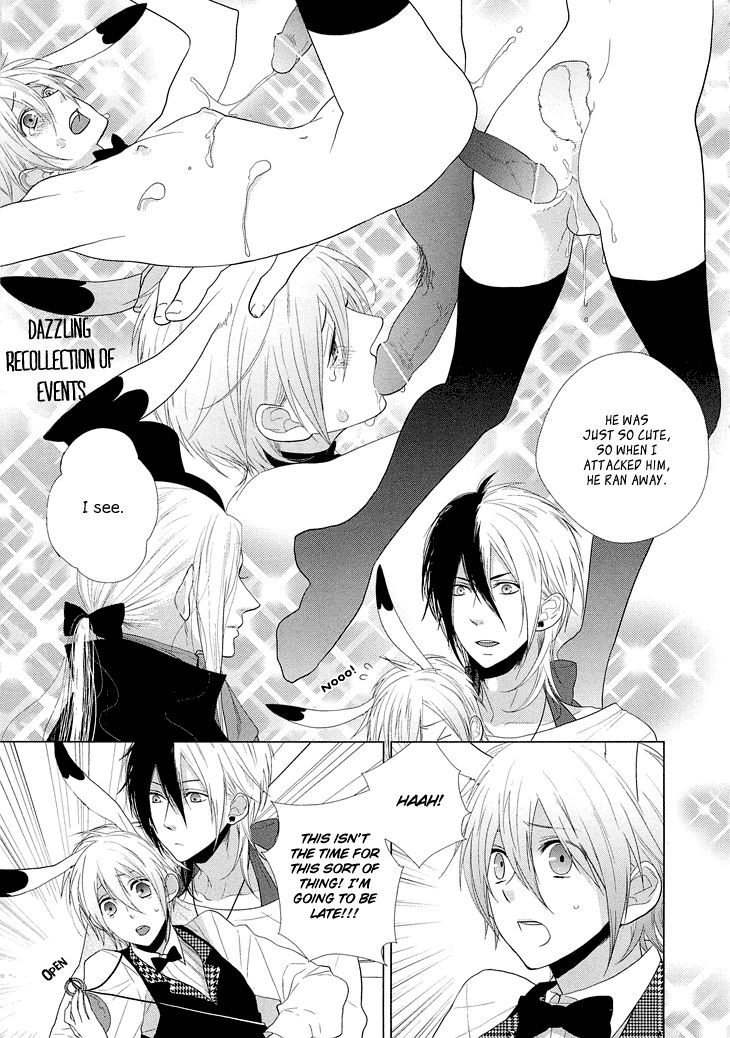 DAZZLING
RECOLLECTION OF
EVENTS
HE WAS
JUST SO CUTE,
SO WHEN I
ATTACKED HIM,
HE RAN AWAY.
I see.
NOOO!
HAAH!
THIS ISN'T
THE TIME FOR
THIS SORT OF
THING! I'M
GOING TO BE
LATE!!!
OPEN